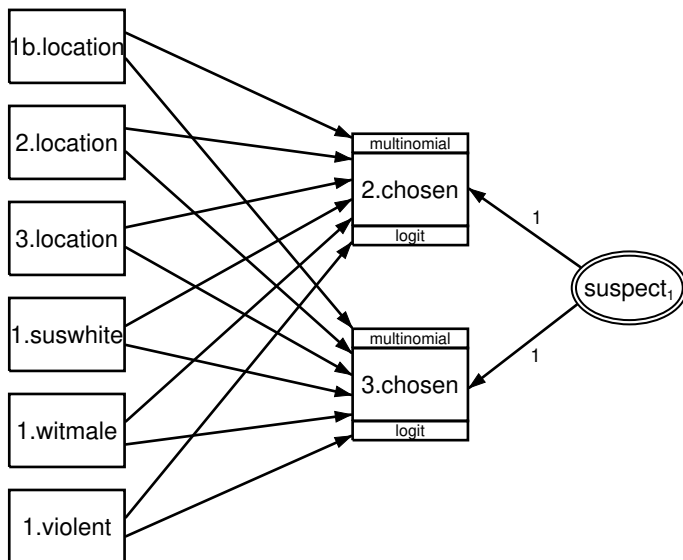 1b.location
2.location
3.location
1.suswhite
1.witmale
1.violent
multinomial
2.chosen
logit
multinomial
3.chosen
logit
1
1
suspect₁